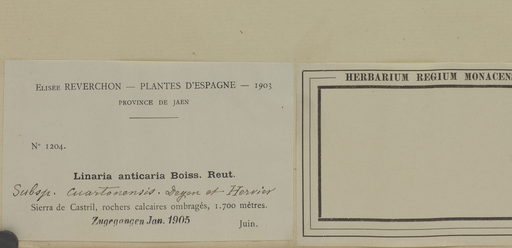 Elisée REVERCHON — PLANTES D'ESPAGNE — 1903
PROVINCE DE JAEN
N° 1204.
Linaria anticaria Boiss. Reut.
Subsp. cuartonensis. Degen et Hervier
Sierra de Castril, rochers calcaires ombragés, 1.700 mètres.
Zugegangen Jan. 1905
Juin.
HERBARIUM REGIUM MONACEN